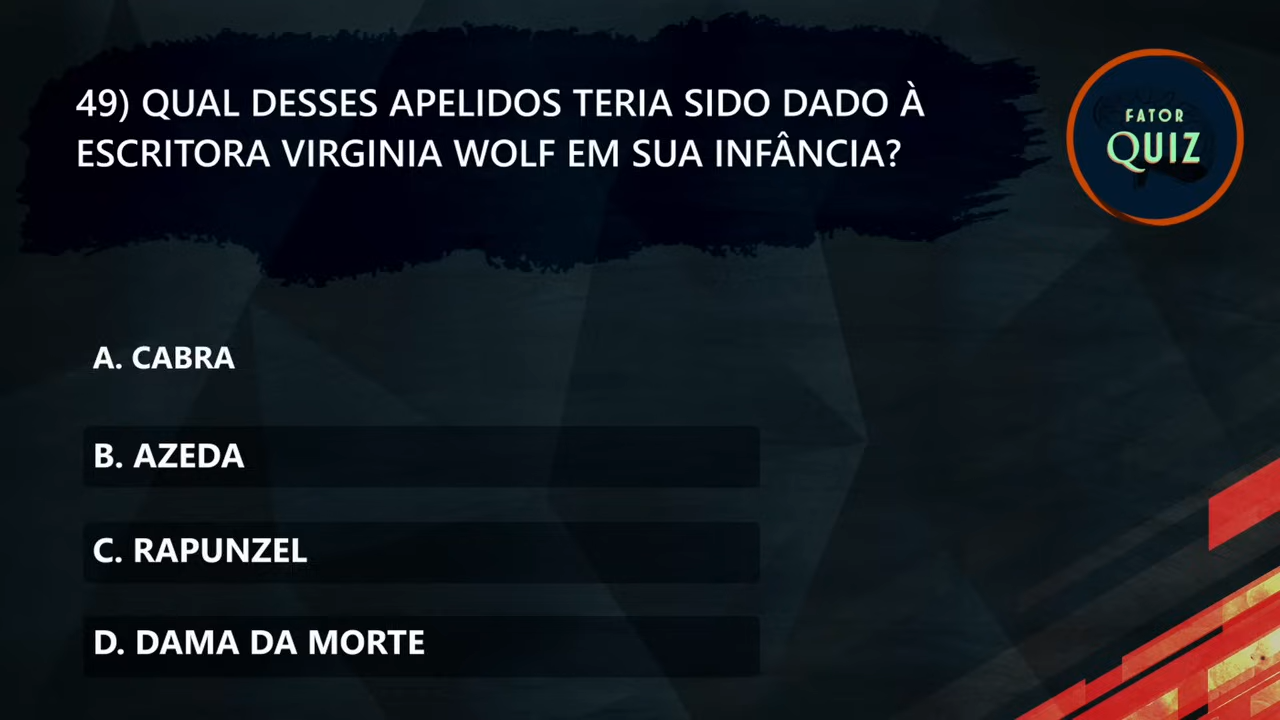 49) QUAL DESSES APELIDOS TERIA SIDO DADO À
ESCRITORA VIRGINIA WOLF EM SUA INFÂNCIA?
FATOR
QUIZ
A. CABRA
B. AZEDA
C. RAPUNZEL
D. DAMA DA MORTE